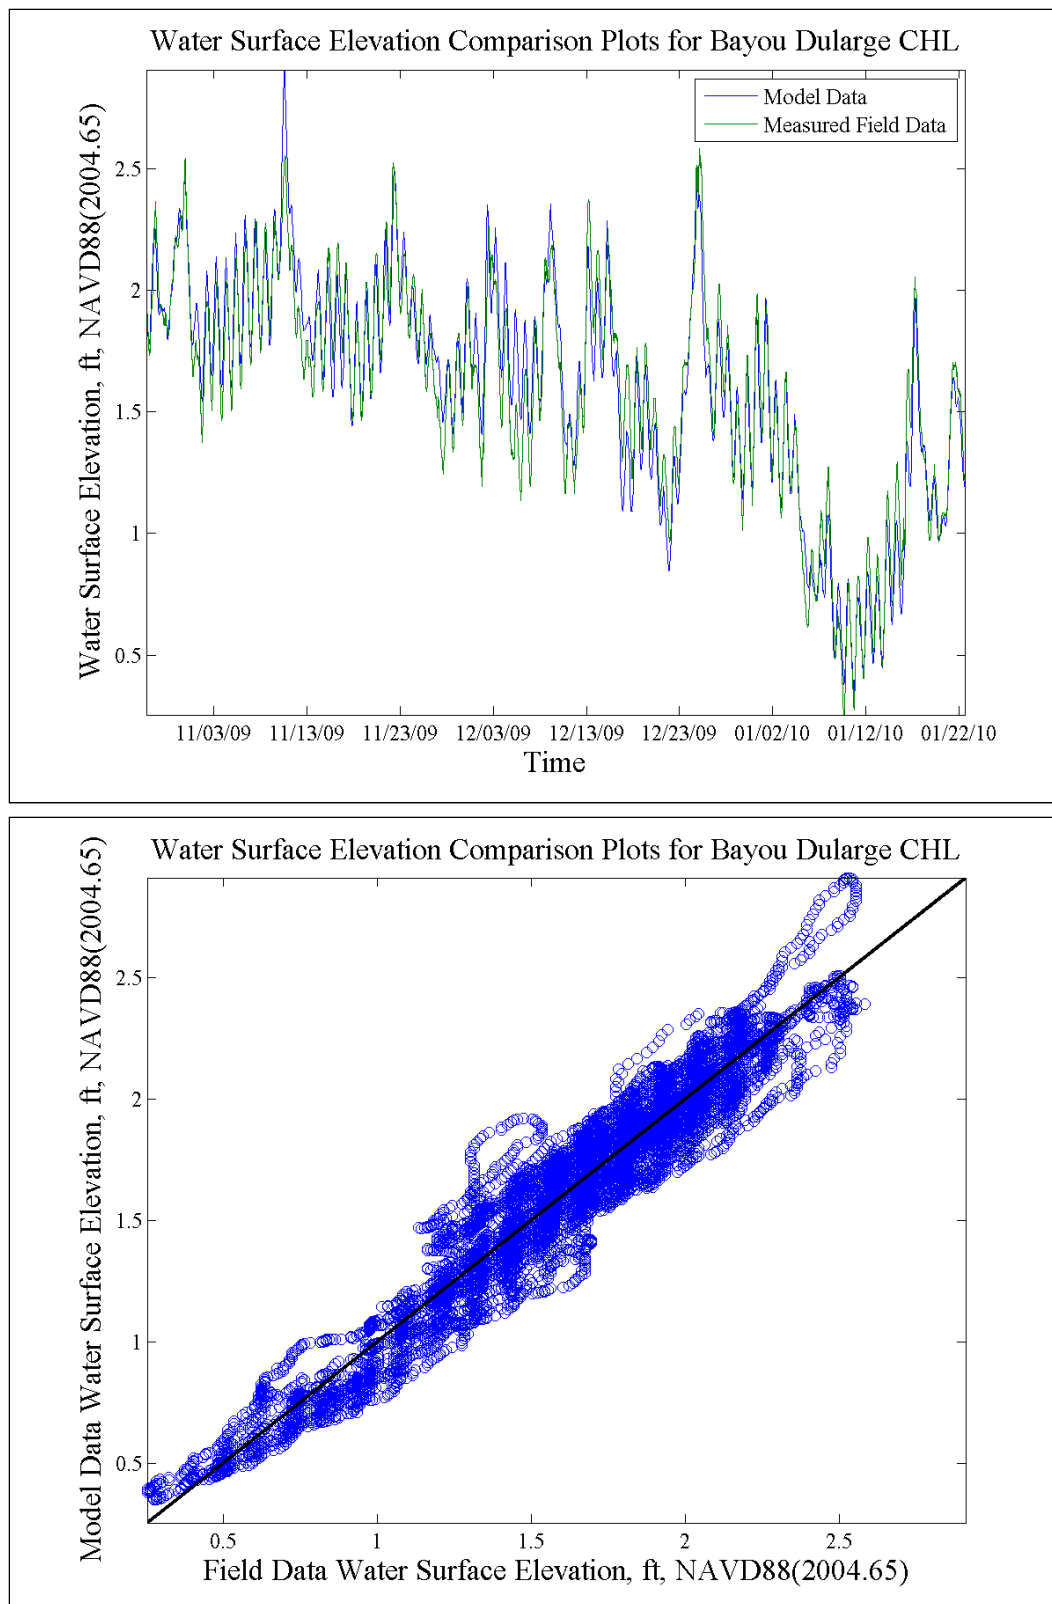 Water Surface Elevation Comparison Plots for Bayou Dularge CHL
Water Surface Elevation, ft, NAVD88(2004.65)
Model Data
Measured Field Data
2.5
2
1.5
1
0.5
11/03/09 11/13/09 11/23/09 12/03/09 12/13/09 12/23/09 01/02/10 01/12/10 01/22/10
Time
Water Surface Elevation Comparison Plots for Bayou Dularge CHL
Model Data Water Surface Elevation, ft, NAVD88(2004.65)
2.5
2
1.5
1
0.5
0.5 1 1.5 2 2.5
Field Data Water Surface Elevation, ft, NAVD88(2004.65)